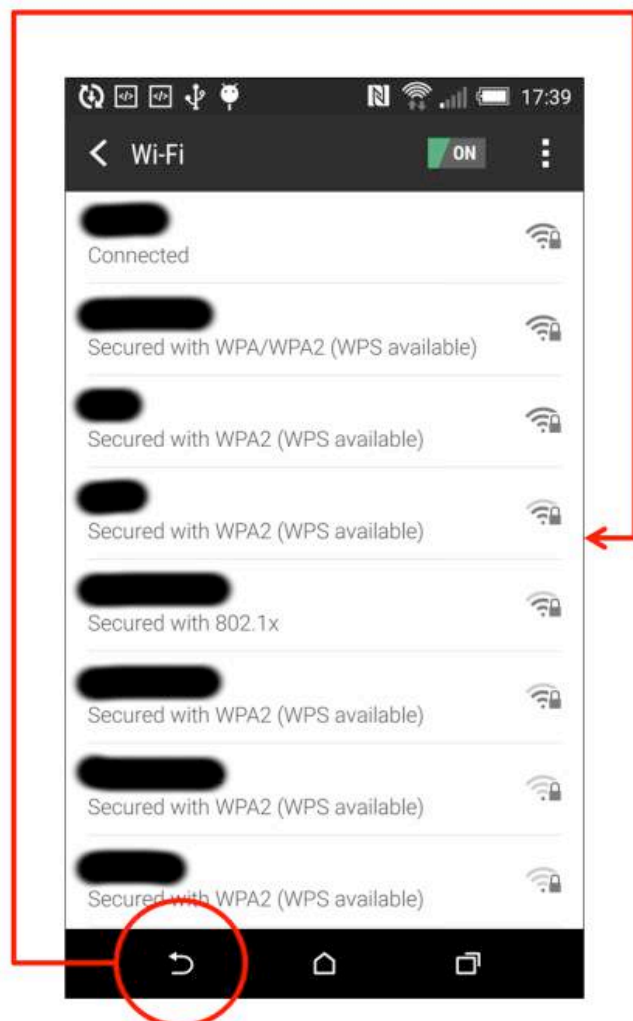 17:39
Wi-Fi
ON
Connected
Secured with WPA/WPA2 (WPS available)
Secured with WPA2 (WPS available)
Secured with WPA2 (WPS available)
Secured with 802.1x
Secured with WPA2 (WPS available)
Secured with WPA2 (WPS available)
Secured with WPA2 (WPS available)